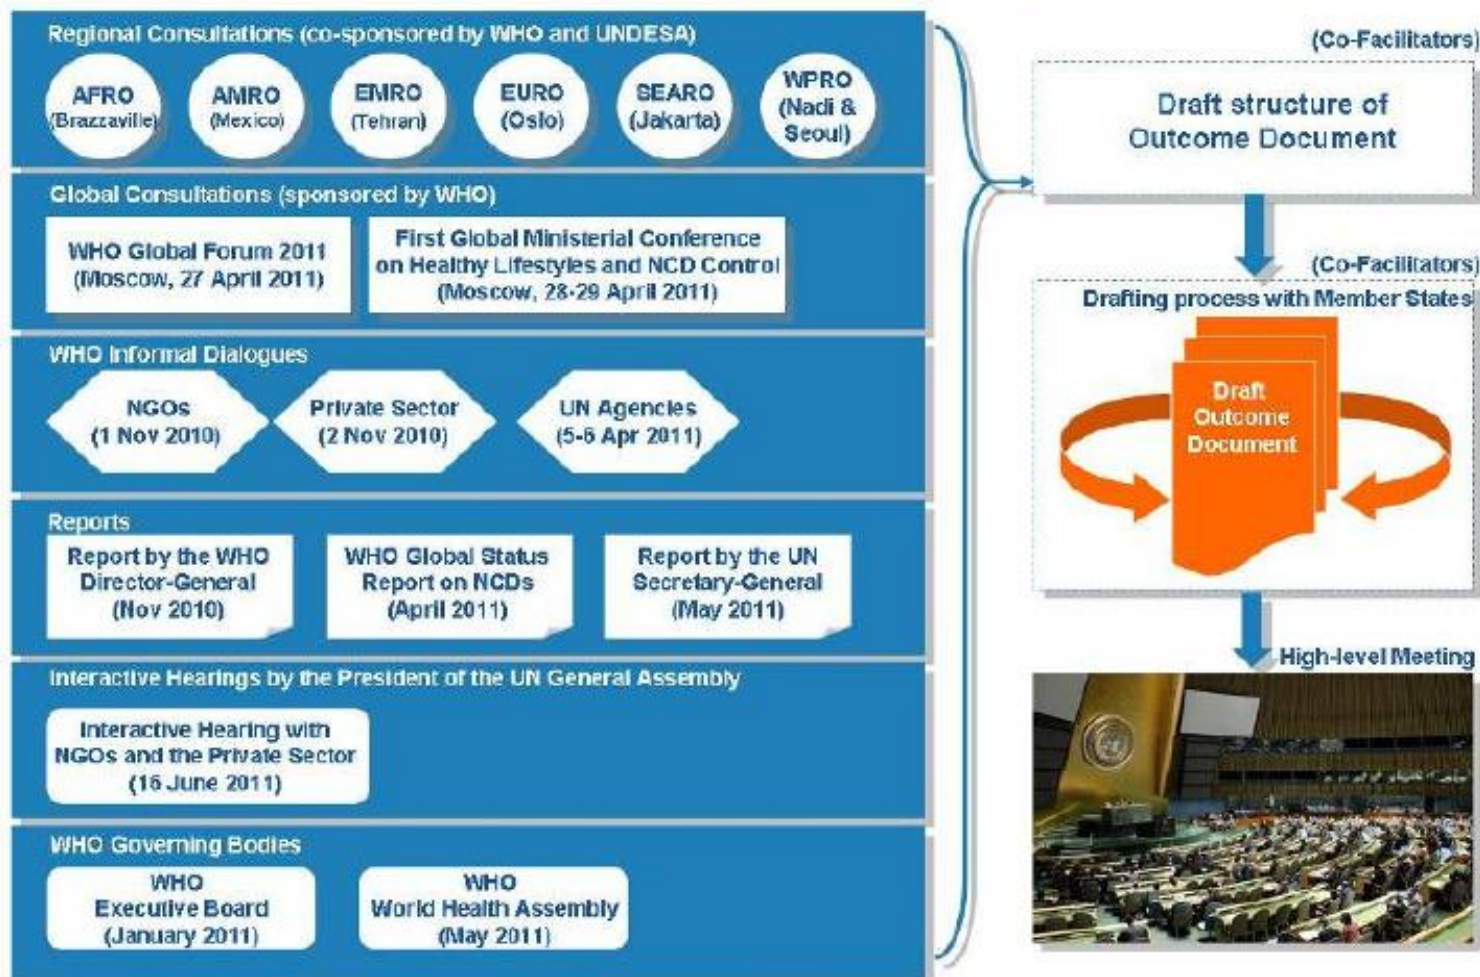 Regional Consultations (co-sponsored by WHO and UNDESA)
AFRO
(Brazzaville)
AMRO
(Mexico)
EMRO
(Tehran)
EURO
(Oslo)
SEARO
(Jakarta)
WPRO
(Nadi &
Seoul)
Global Consultations (sponsored by WHO)
WHO Global Forum 2011
(Moscow, 27 April 2011)
First Global Ministerial Conference
on Healthy Lifestyles and NCD Control
(Moscow, 28-29 April 2011)
WHO Informal Dialogues
NGOs
(1 Nov 2010)
Private Sector
(2 Nov 2010)
UN Agencies
(5-6 Apr 2011)
Reports
Report by the WHO
Director-General
(Nov 2010)
WHO Global Status
Report on NCDs
(April 2011)
Report by the UN
Secretary-General
(May 2011)
Interactive Hearings by the President of the UN General Assembly
Interactive Hearing with
NGOs and the Private Sector
(16 June 2011)
WHO Governing Bodies
WHO
Executive Board
(January 2011)
WHO
World Health Assembly
(May 2011)
(Co-Facilitators)
Draft structure of
Outcome Document
(Co-Facilitators)
Drafting process with Member States
Draft
Outcome
Document
High-level Meeting